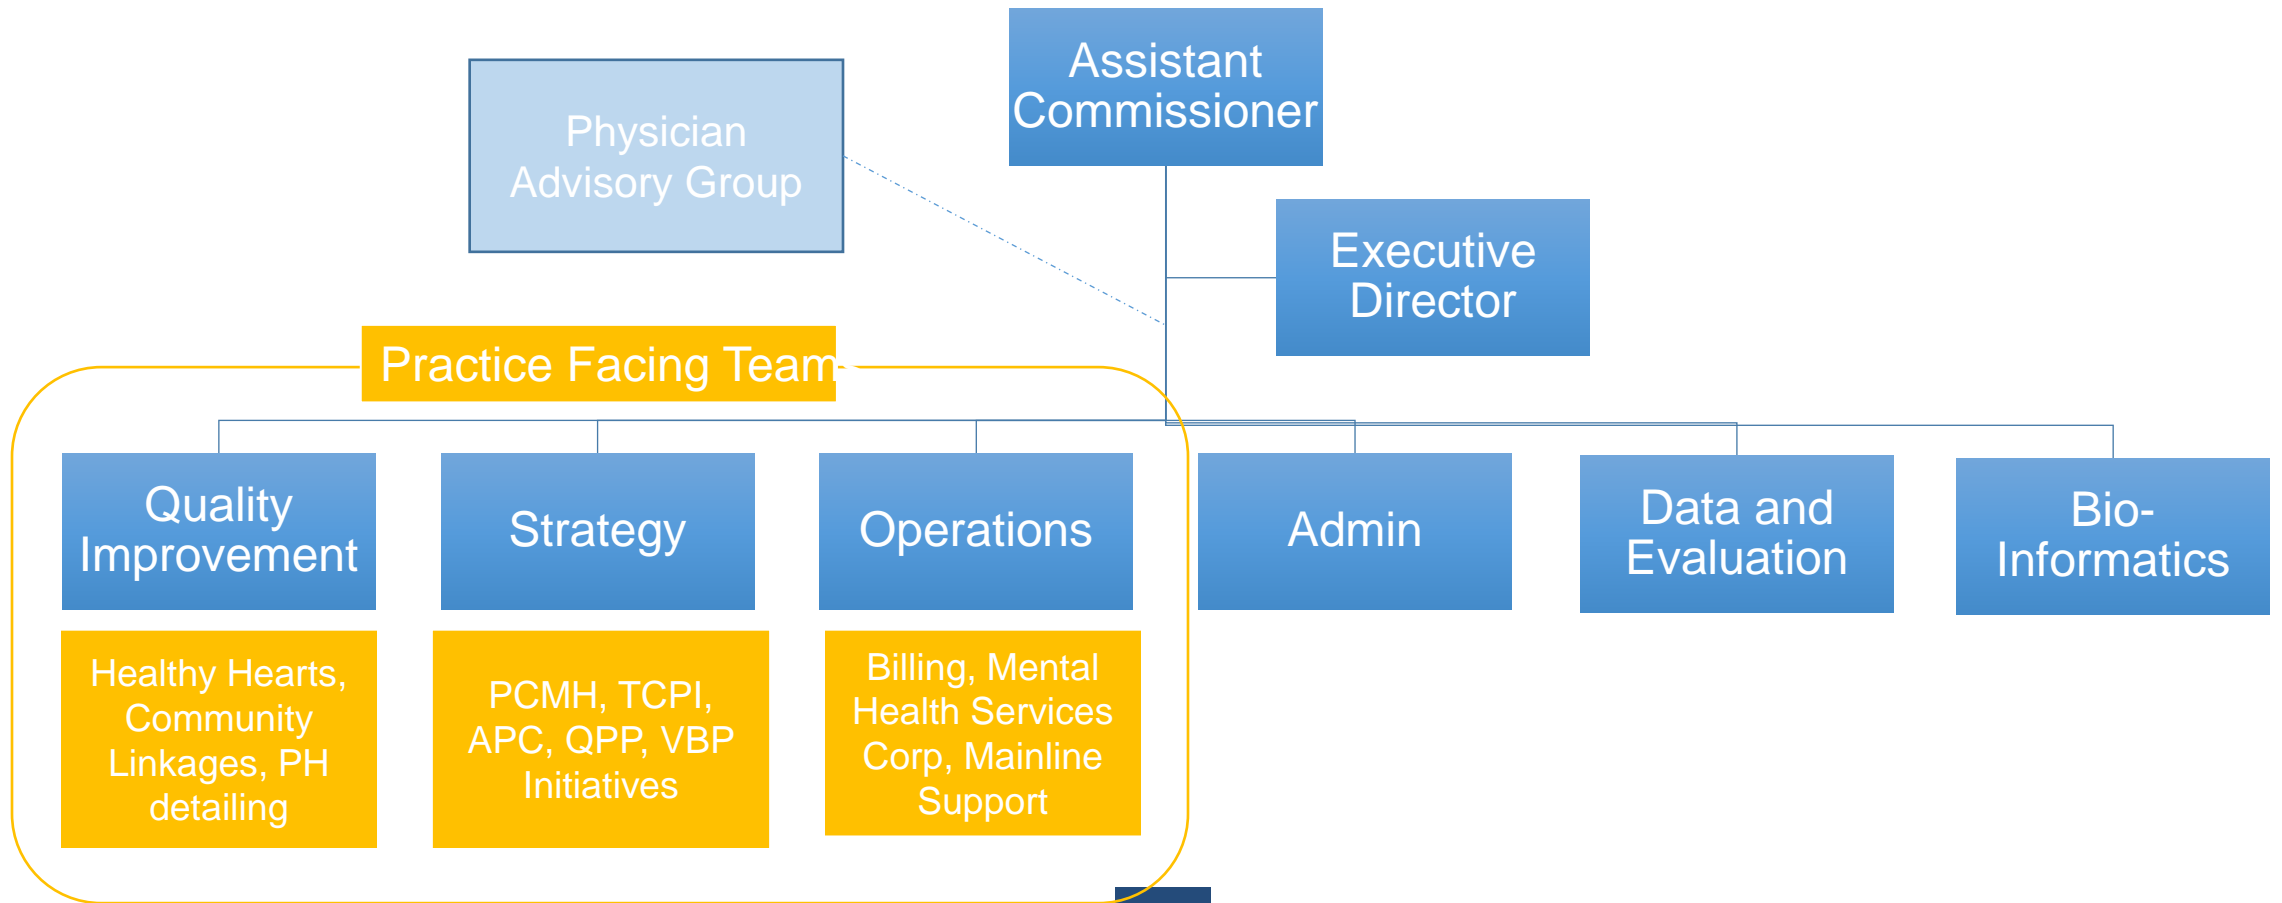 Assistant
Commissioner
Physician
Advisory Group
Executive
Director
Practice Facing Team
Quality
Improvement
Strategy
Operations
Admin
Data and
Evaluation
Bio-
Informatics
Healthy Hearts,
Community
Linkages, PH
detailing
PCMH, TCPI,
APC, QPP, VBP
Initiatives
Billing, Mental
Health Services
Corp, Mainline
Support